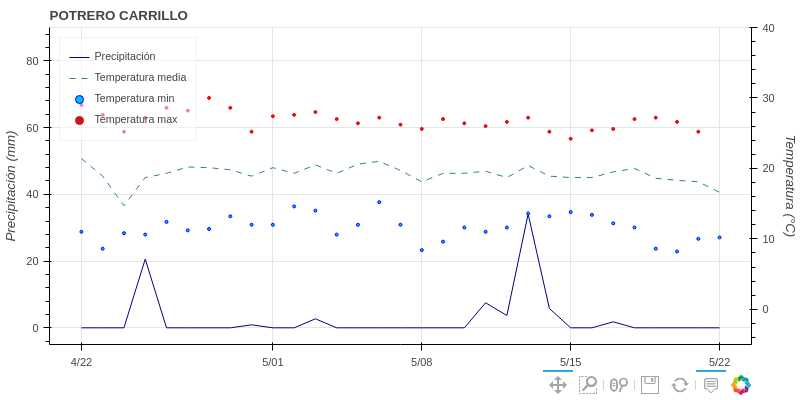 POTRERO CARRILLO
Precipitación
Temperatura media
Temperatura min
Temperatura max
Precipitación (mm)
80
60
40
20
0
Temperatura (°C)
40
30
20
10
0
4/22
5/01
5/08
5/15
5/22